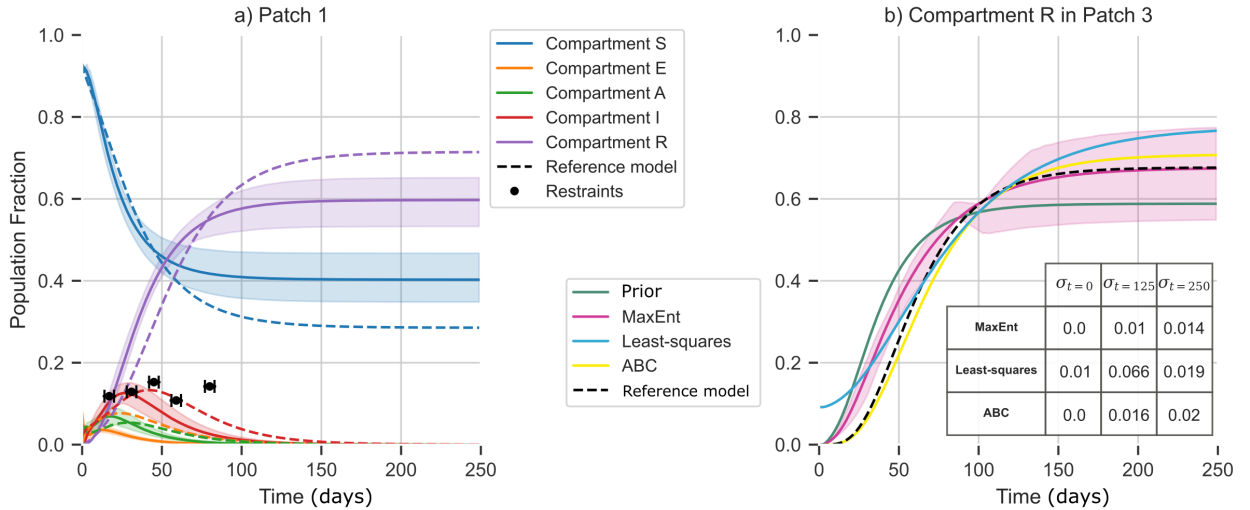 a) Patch 1
b) Compartment R in Patch 3
Population Fraction
1.0
0.8
0.6
0.4
0.2
0.0
0
50
100
150
200
250
Time (days)
Compartment S
Compartment E
Compartment A
Compartment I
Compartment R
Reference model
Restraints
Prior
MaxEnt
Least-squares
ABC
Reference model
1.0
0.8
0.6
0.4
0.2
0.0
0
50
100
150
200
250
Time (days)
σt=0 σt=125 σt=250
MaxEnt 0.0 0.01 0.014
Least-squares 0.01 0.066 0.019
ABC 0.0 0.016 0.02